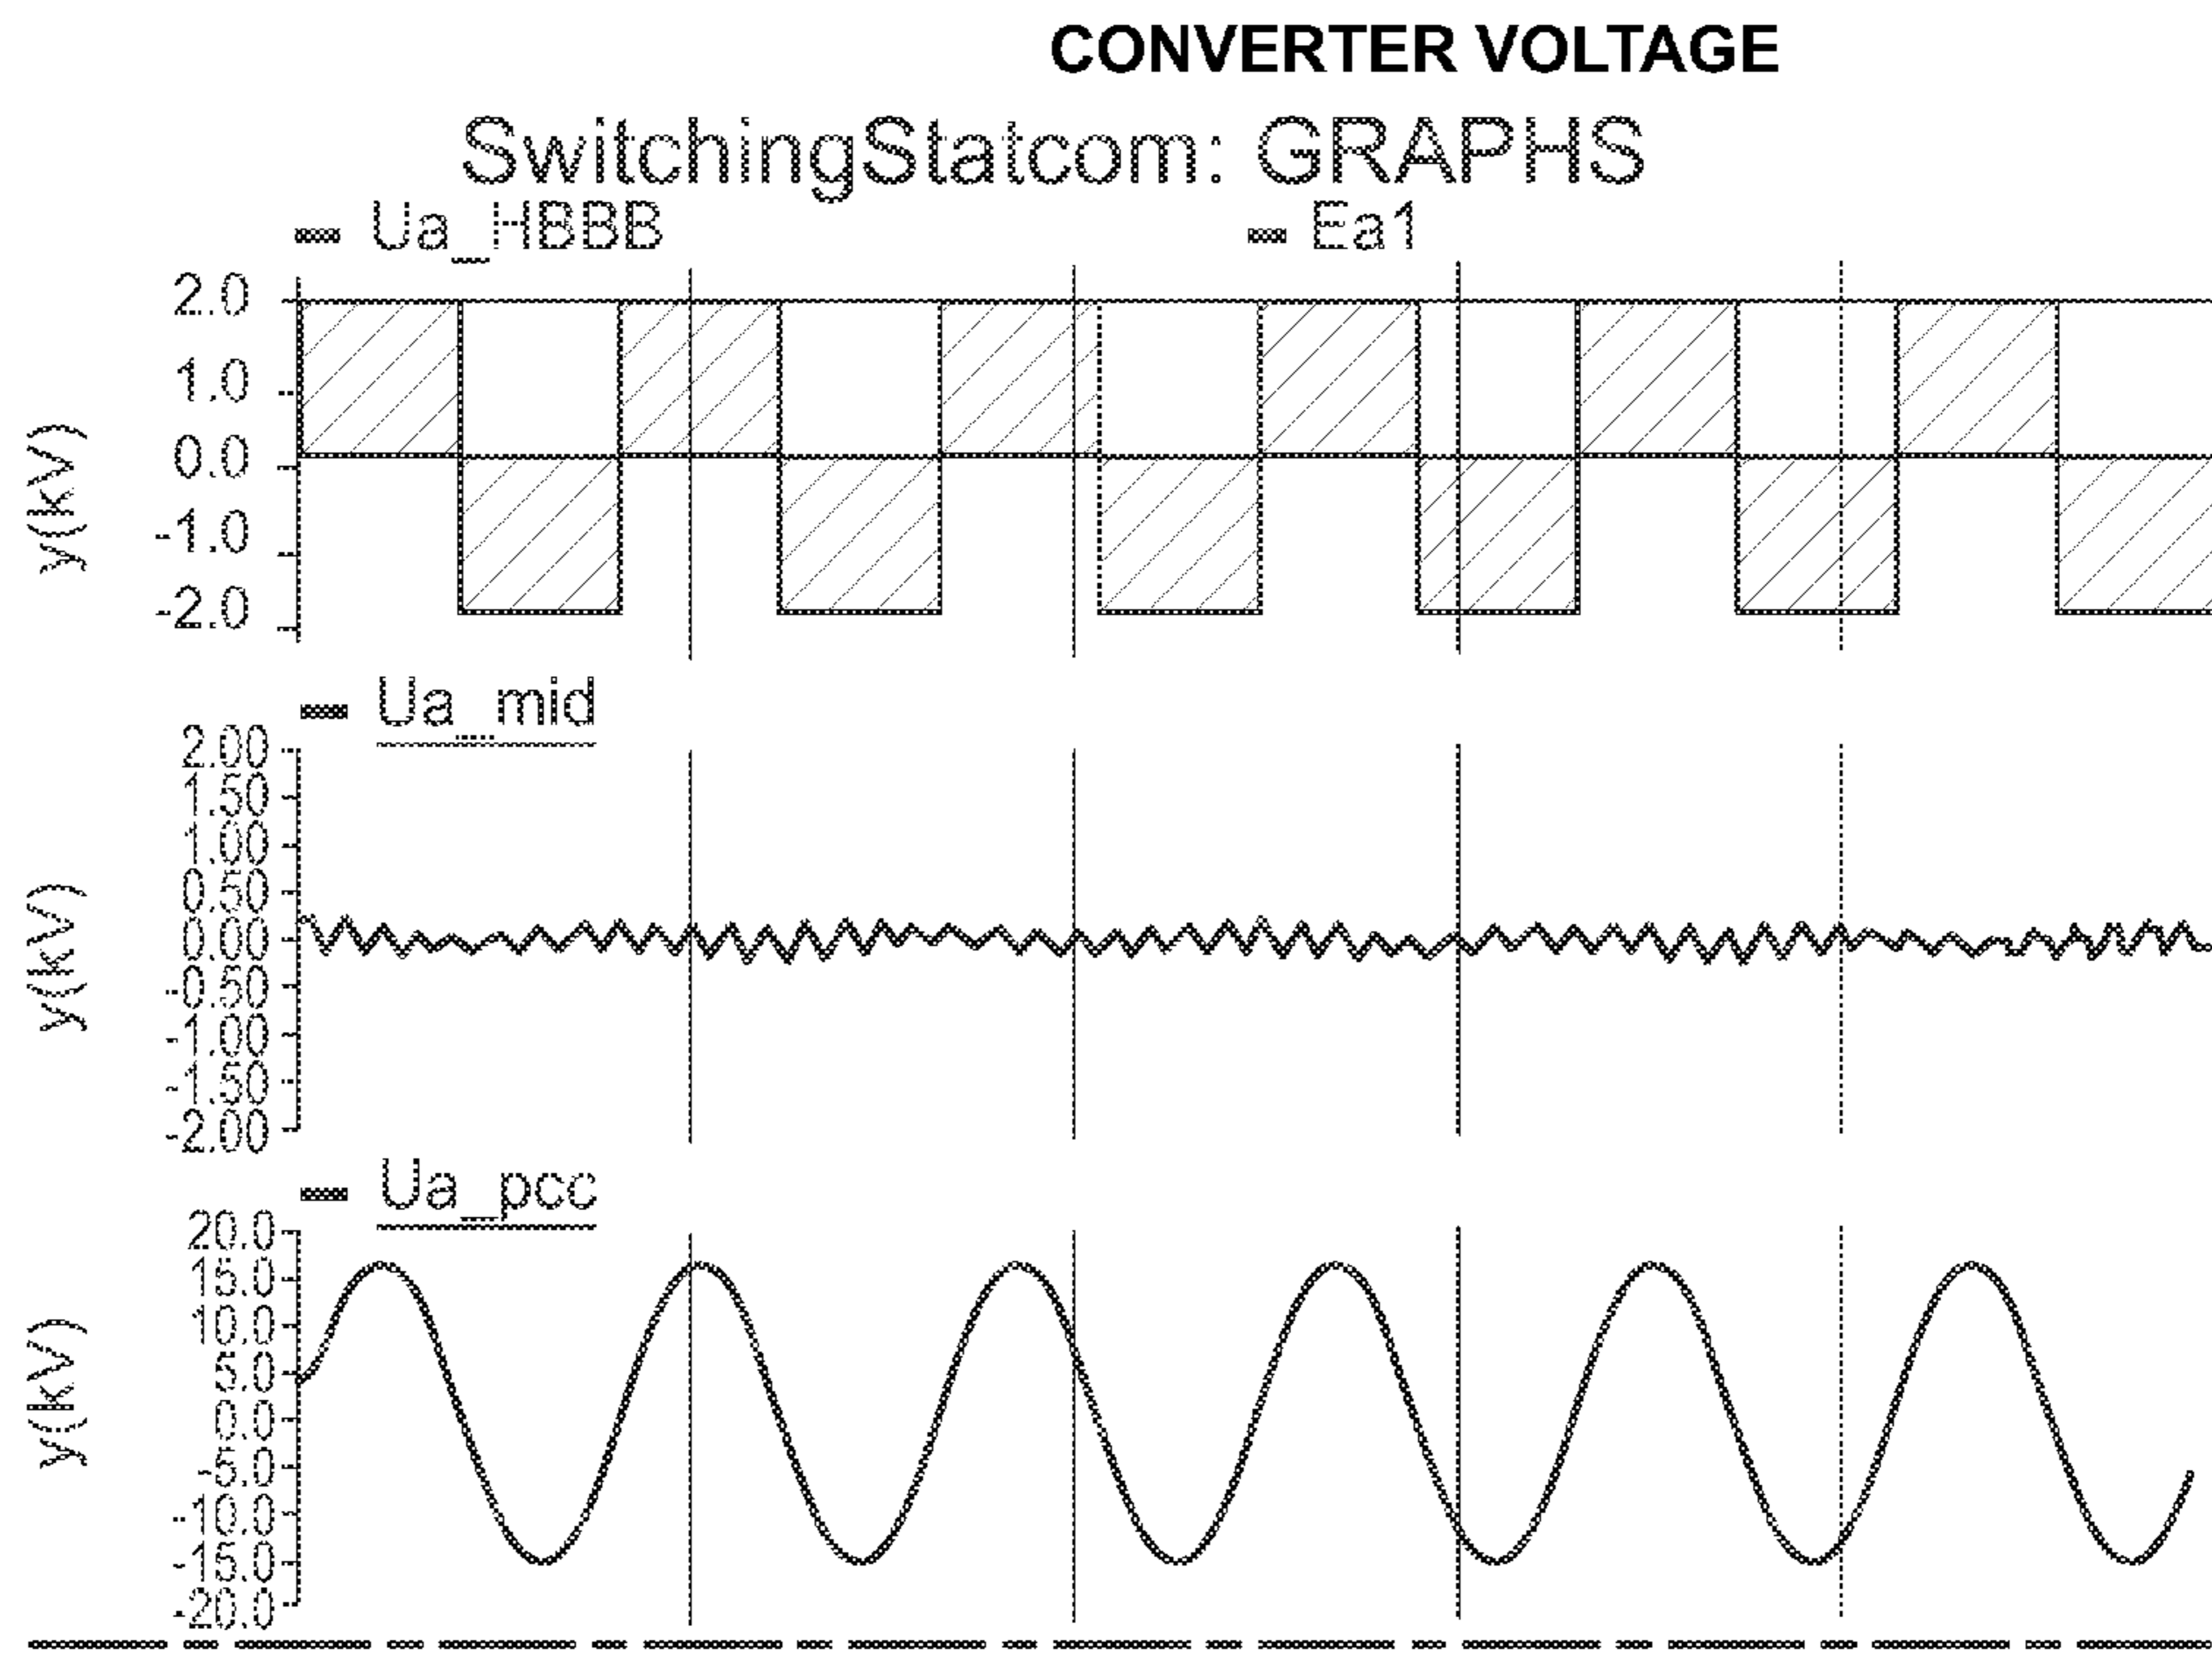 CONVERTER VOLTAGE
SwitchingStatcom: GRAPHS
Ua_HBBB Ea1
2.0
1.0
0.0
-1.0
-2.0
y(kV)
Ua_mid
2.00
1.50
1.00
0.50
0.00
-0.50
-1.00
-1.50
-2.00
y(kV)
Ua_pcc
20.0
15.0
10.0
5.0
0.0
-5.0
-10.0
-15.0
-20.0
y(kV)